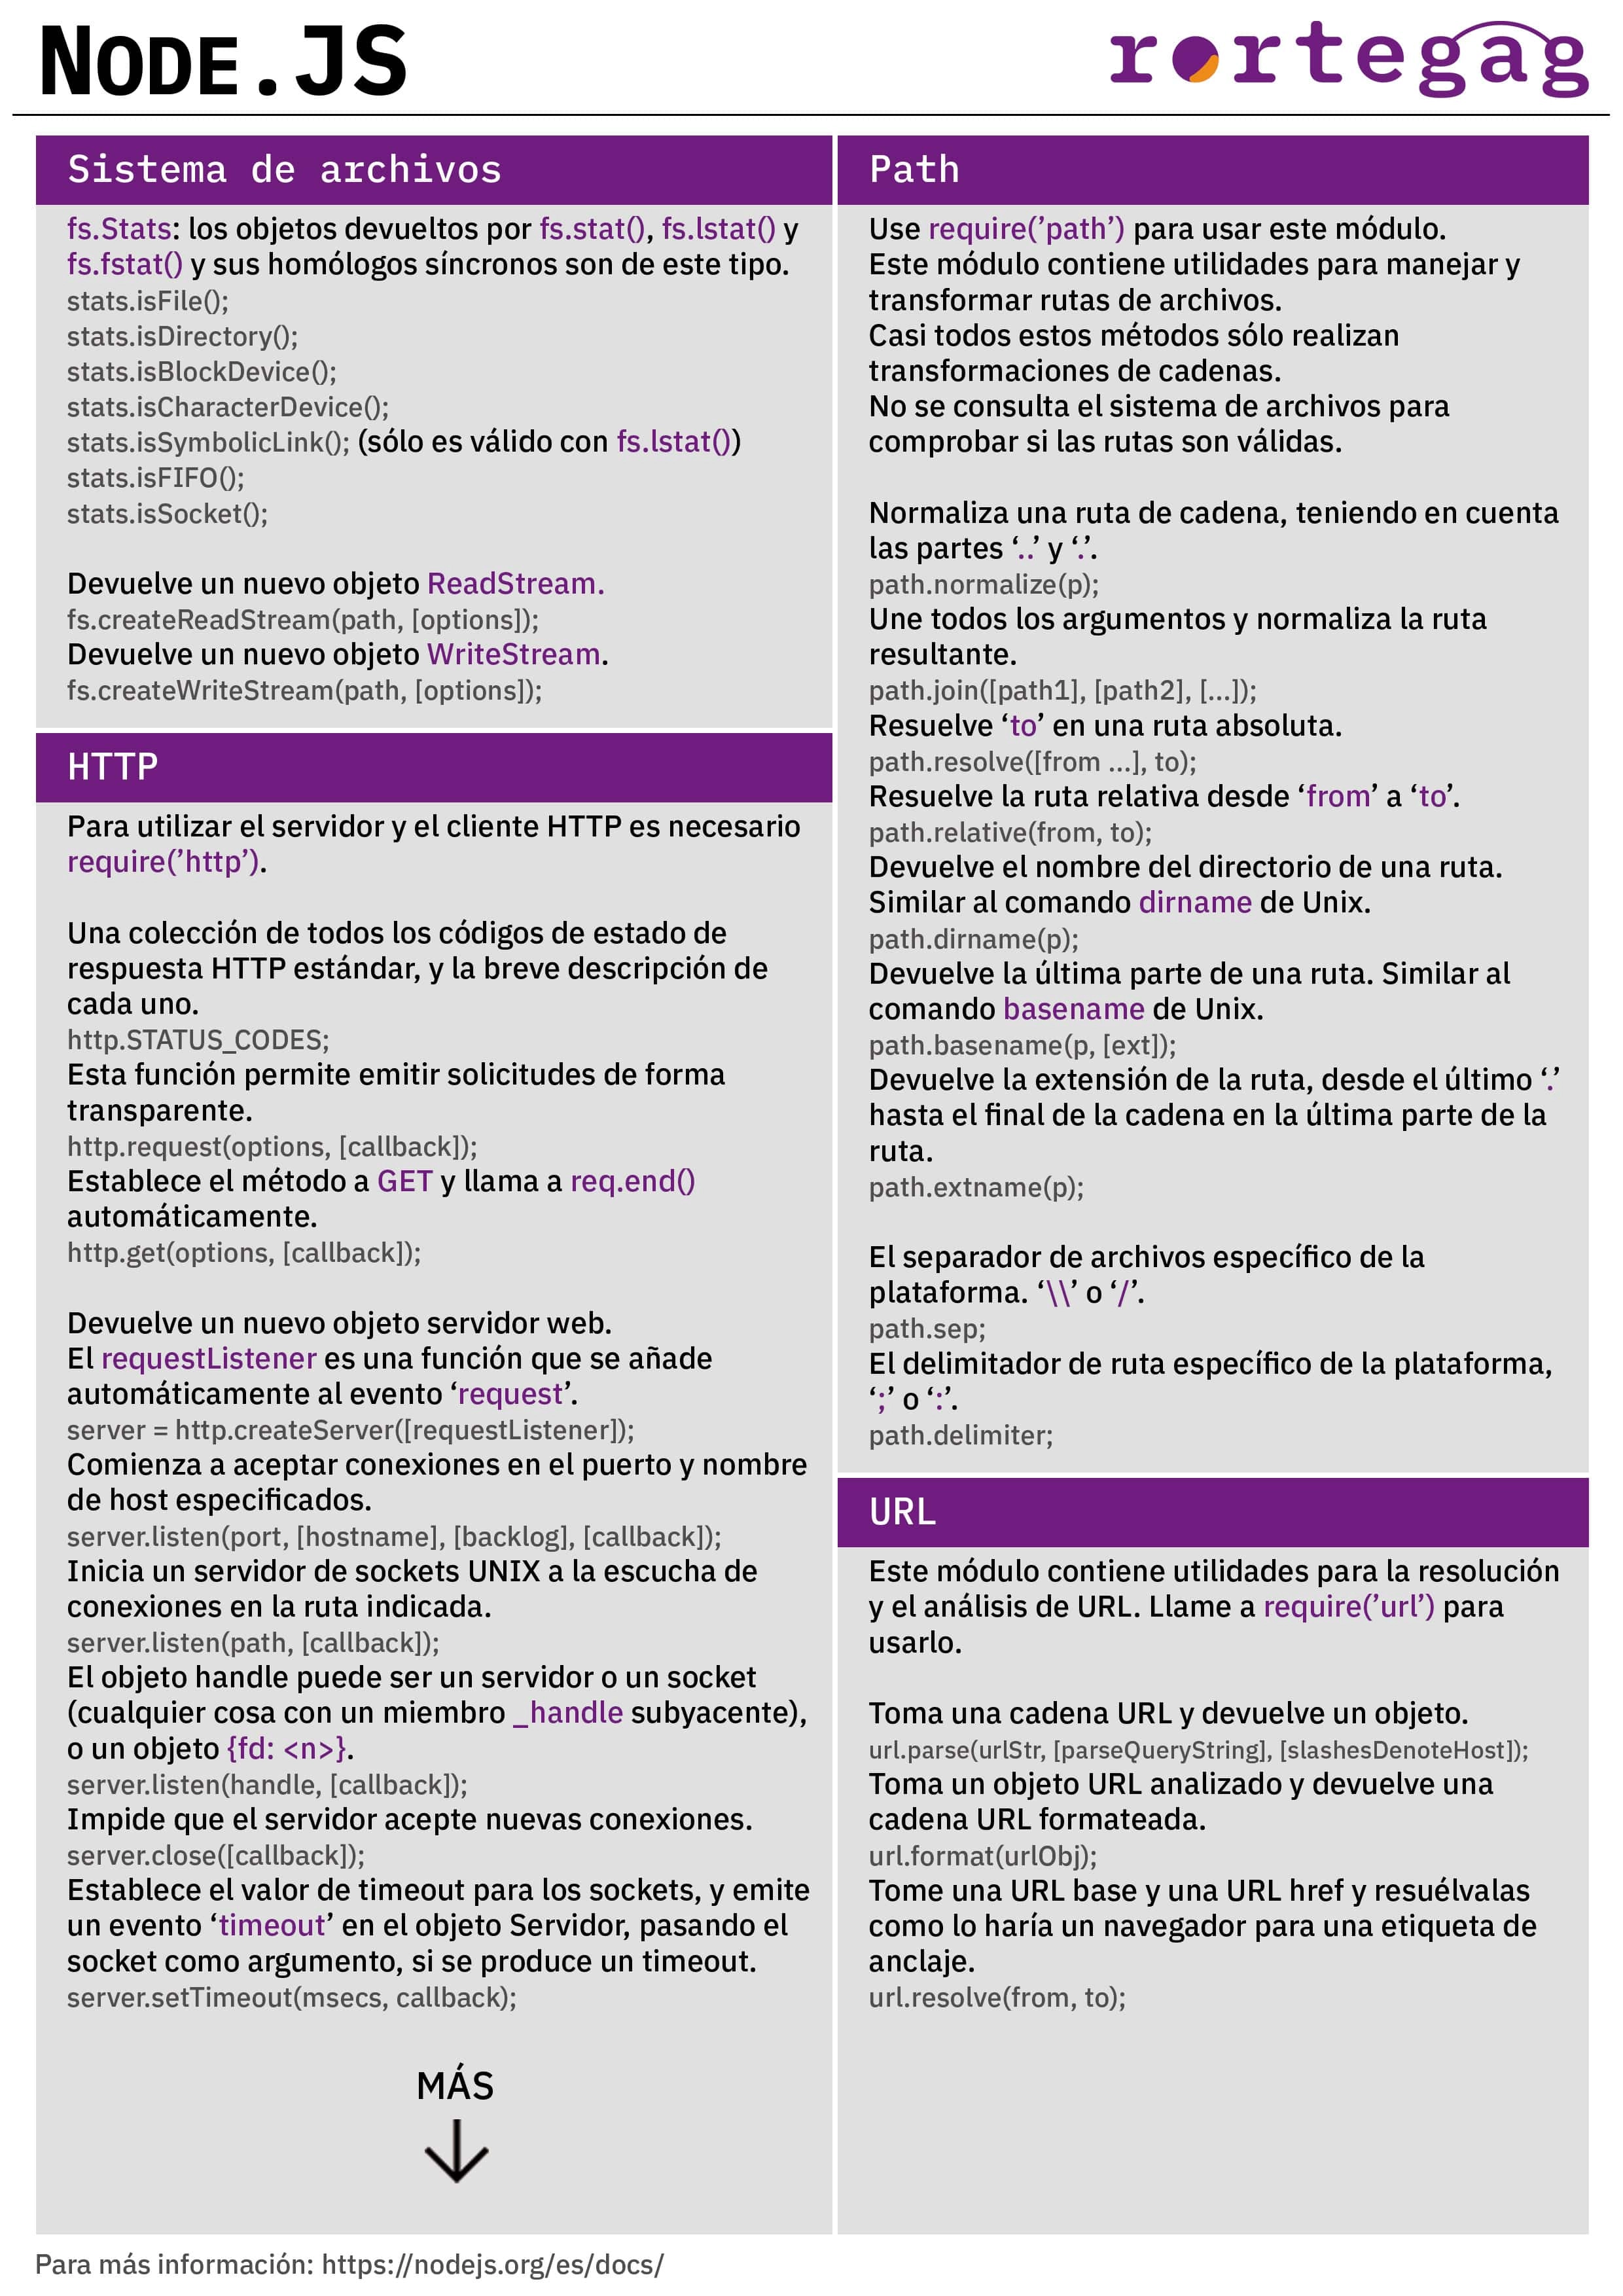 NODE.JS
rortegag
Sistema de archivos
fs.Stats: los objetos devueltos por fs.stat(), fs.lstat() y
fs.fstat() y sus homólogos síncronos son de este tipo.
stats.isFile();
stats.isDirectory();
stats.isBlockDevice();
stats.isCharacterDevice();
stats.isSymbolicLink(); (sólo es válido con fs.lstat())
stats.isFIFO();
stats.isSocket();
Devuelve un nuevo objeto ReadStream.
fs.createReadStream(path, [options]);
Devuelve un nuevo objeto WriteStream.
fs.createWriteStream(path, [options]);
HTTP
Para utilizar el servidor y el cliente HTTP es necesario
require(’http’).
Una colección de todos los códigos de estado de
respuesta HTTP estándar, y la breve descripción de
cada uno.
http.STATUS_CODES;
Esta función permite emitir solicitudes de forma
transparente.
http.request(options, [callback]);
Establece el método a GET y llama a req.end()
automáticamente.
http.get(options, [callback]);
Devuelve un nuevo objeto servidor web.
El requestListener es una función que se añade
automáticamente al evento ‘request’.
server = http.createServer([requestListener]);
Comienza a aceptar conexiones en el puerto y nombre
de host especificados.
server.listen(port, [hostname], [backlog], [callback]);
Inicia un servidor de sockets UNIX a la escucha de
conexiones en la ruta indicada.
server.listen(path, [callback]);
El objeto handle puede ser un servidor o un socket
(cualquier cosa con un miembro _handle subyacente),
o un objeto {fd: <n>}.
server.listen(handle, [callback]);
Impide que el servidor acepte nuevas conexiones.
server.close([callback]);
Establece el valor de timeout para los sockets, y emite
un evento ‘timeout’ en el objeto Servidor, pasando el
socket como argumento, si se produce un timeout.
server.setTimeout(msecs, callback);
MÁS
Path
Use require(’path’) para usar este módulo.
Este módulo contiene utilidades para manejar y
transformar rutas de archivos.
Casi todos estos métodos sólo realizan
transformaciones de cadenas.
No se consulta el sistema de archivos para
comprobar si las rutas son válidas.
Normaliza una ruta de cadena, teniendo en cuenta
las partes ‘..’ y ‘.’.
path.normalize(p);
Une todos los argumentos y normaliza la ruta
resultante.
path.join([path1], [path2], [...]);
Resuelve ‘to’ en una ruta absoluta.
path.resolve([from ...], to);
Resuelve la ruta relativa desde ‘from’ a ‘to’.
path.relative(from, to);
Devuelve el nombre del directorio de una ruta.
Similar al comando dirname de Unix.
path.dirname(p);
Devuelve la última parte de una ruta. Similar al
comando basename de Unix.
path.basename(p, [ext]);
Devuelve la extensión de la ruta, desde el último ‘.’
hasta el final de la cadena en la última parte de la
ruta.
path.extname(p);
El separador de archivos específico de la
plataforma. ‘\\’ o ‘/’.
path.sep;
El delimitador de ruta específico de la plataforma,
‘;’ o ‘:’.
path.delimiter;
URL
Este módulo contiene utilidades para la resolución
y el análisis de URL. Llame a require(’url’) para
usarlo.
Toma una cadena URL y devuelve un objeto.
url.parse(urlStr, [parseQueryString], [slashesDenoteHost]);
Toma un objeto URL analizado y devuelve una
cadena URL formateada.
url.format(urlObj);
Tome una URL base y una URL href y resuélvalas
como lo haría un navegador para una etiqueta de
anclaje.
url.resolve(from, to);
Para más información: https://nodejs.org/es/docs/